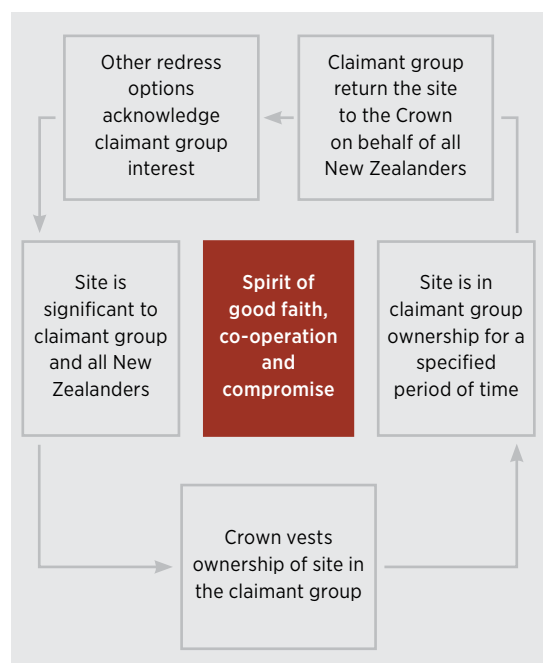 Other redress
options
acknowledge
claimant group
interest
Claimant group
return the site
to the Crown
on behalf of all
New Zealanders
Site is
significant to
claimant group
and all New
Zealanders
Spirit of
good faith,
co-operation
and
compromise
Site is in
claimant group
ownership for a
specified
period of time
Crown vests
ownership of site in
the claimant group